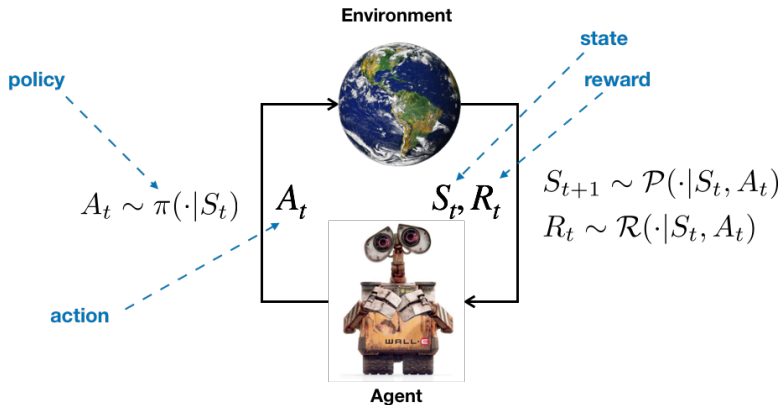 Environment
state
policy
reward
A_t ∼ π(·|S_t)
A_t
S_t, R_t
S_{t+1} ∼ 𝒫(·|S_t, A_t)
R_t ∼ ℛ(·|S_t, A_t)
action
WALL·E
Agent